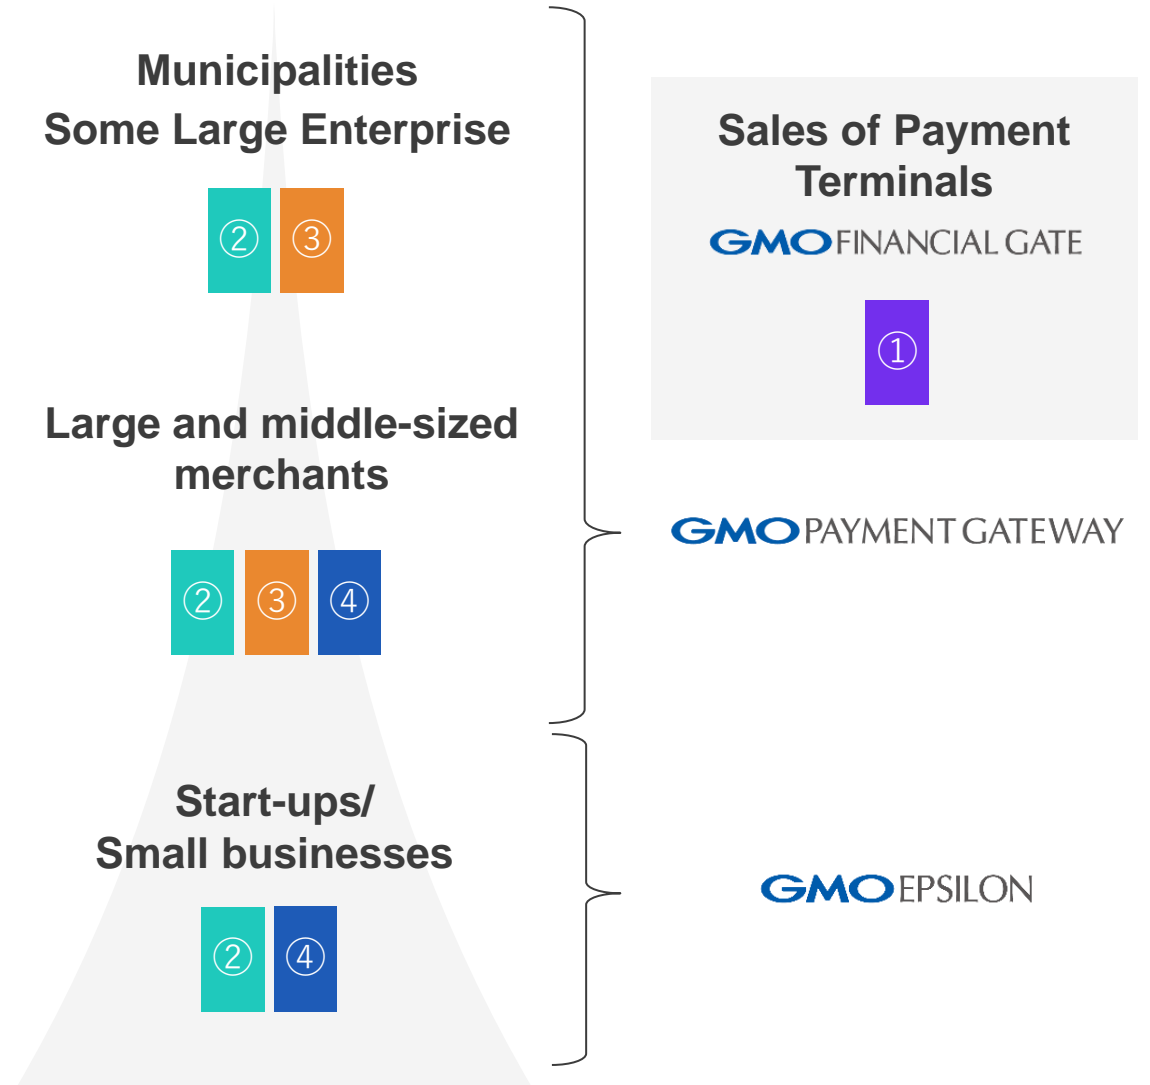 Municipalities
Some Large Enterprise
② ③
Large and middle-sized
merchants
② ③ ④
Start-ups/
Small businesses
② ④
Sales of Payment
Terminals
GMO FINANCIAL GATE
①
GMO PAYMENT GATEWAY
GMO EPSILON